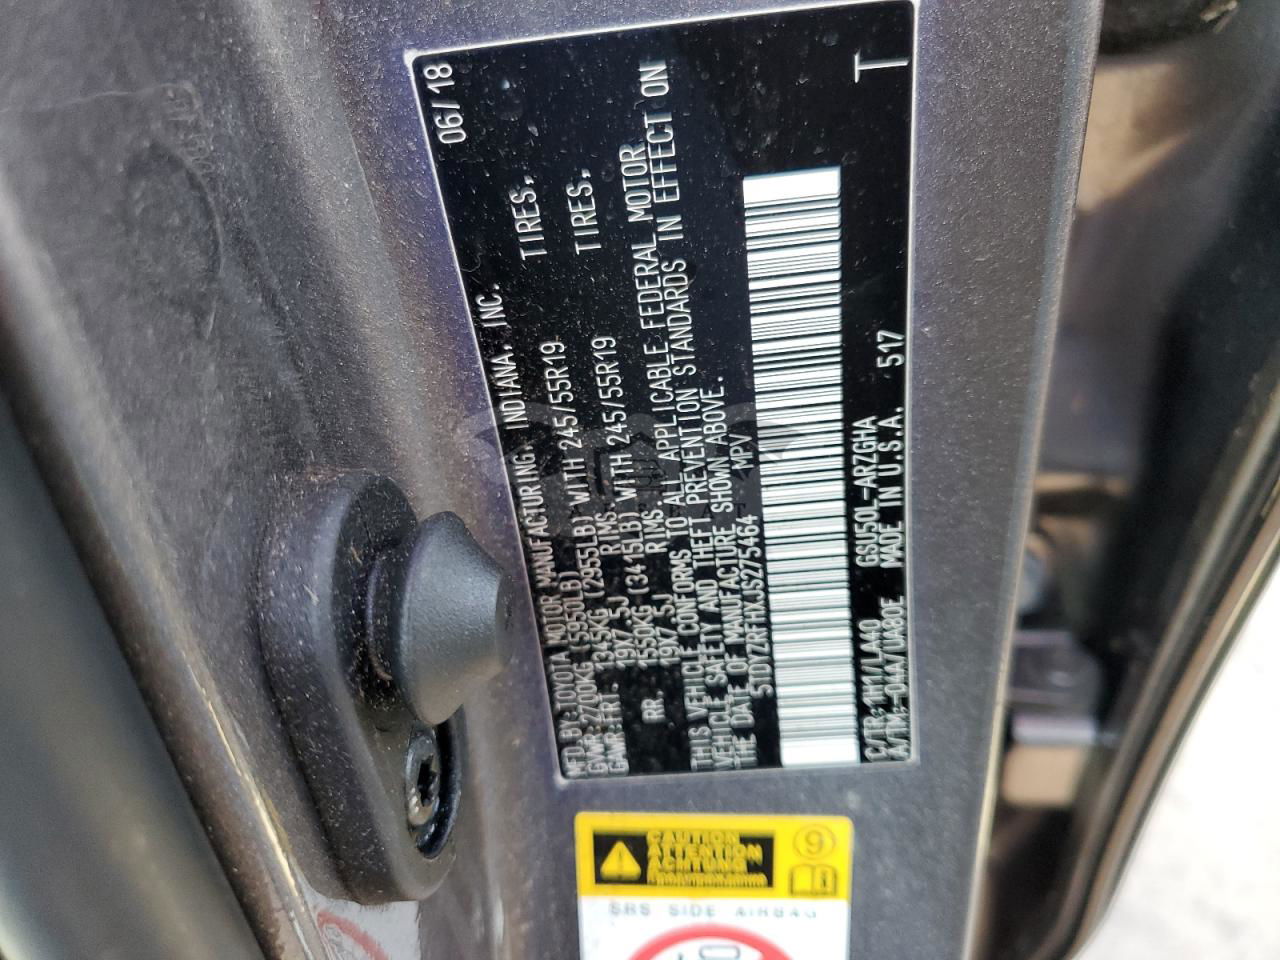 MFD.BY:TOYOTA MOTOR MANUFACTURING, INDIANA, INC. 06/18
GVWR:2700KG (5950LB)
GAWR:FRT. 1345KG (2955LB) WITH 245/55R19 TIRES,
19X7.5J RIMS.
RR. 1550KG (3415LB) WITH 245/55R19 TIRES,
19X7.5J RIMS.
THIS VEHICLE CONFORMS TO ALL APPLICABLE FEDERAL MOTOR
VEHICLE SAFETY AND THEFT PREVENTION STANDARDS IN EFFECT ON
THE DATE OF MANUFACTURE SHOWN ABOVE.
5TDYZRFHXJS275464 MPV
C/TR:1H1/LA40 GSU50L-ARZGHA
A/TM:-04A/UA80E MADE IN U.S.A. 517
T
CAUTION
ATTENTION
ACHTUNG
9
SRS SIDE AIRBAG